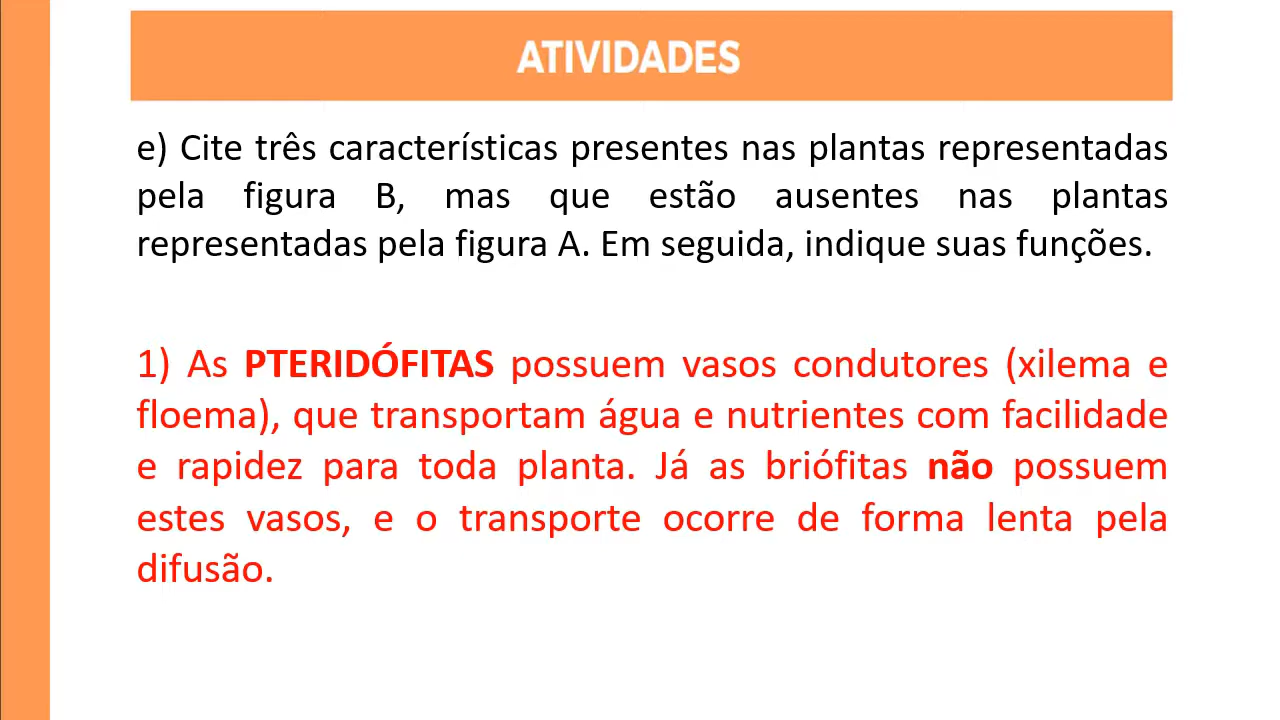 ATIVIDADES
e) Cite três características presentes nas plantas representadas
pela figura B, mas que estão ausentes nas plantas
representadas pela figura A. Em seguida, indique suas funções.
1) As PTERIDÓFITAS possuem vasos condutores (xilema e
floema), que transportam água e nutrientes com facilidade
e rapidez para toda planta. Já as briófitas não possuem
estes vasos, e o transporte ocorre de forma lenta pela
difusão.